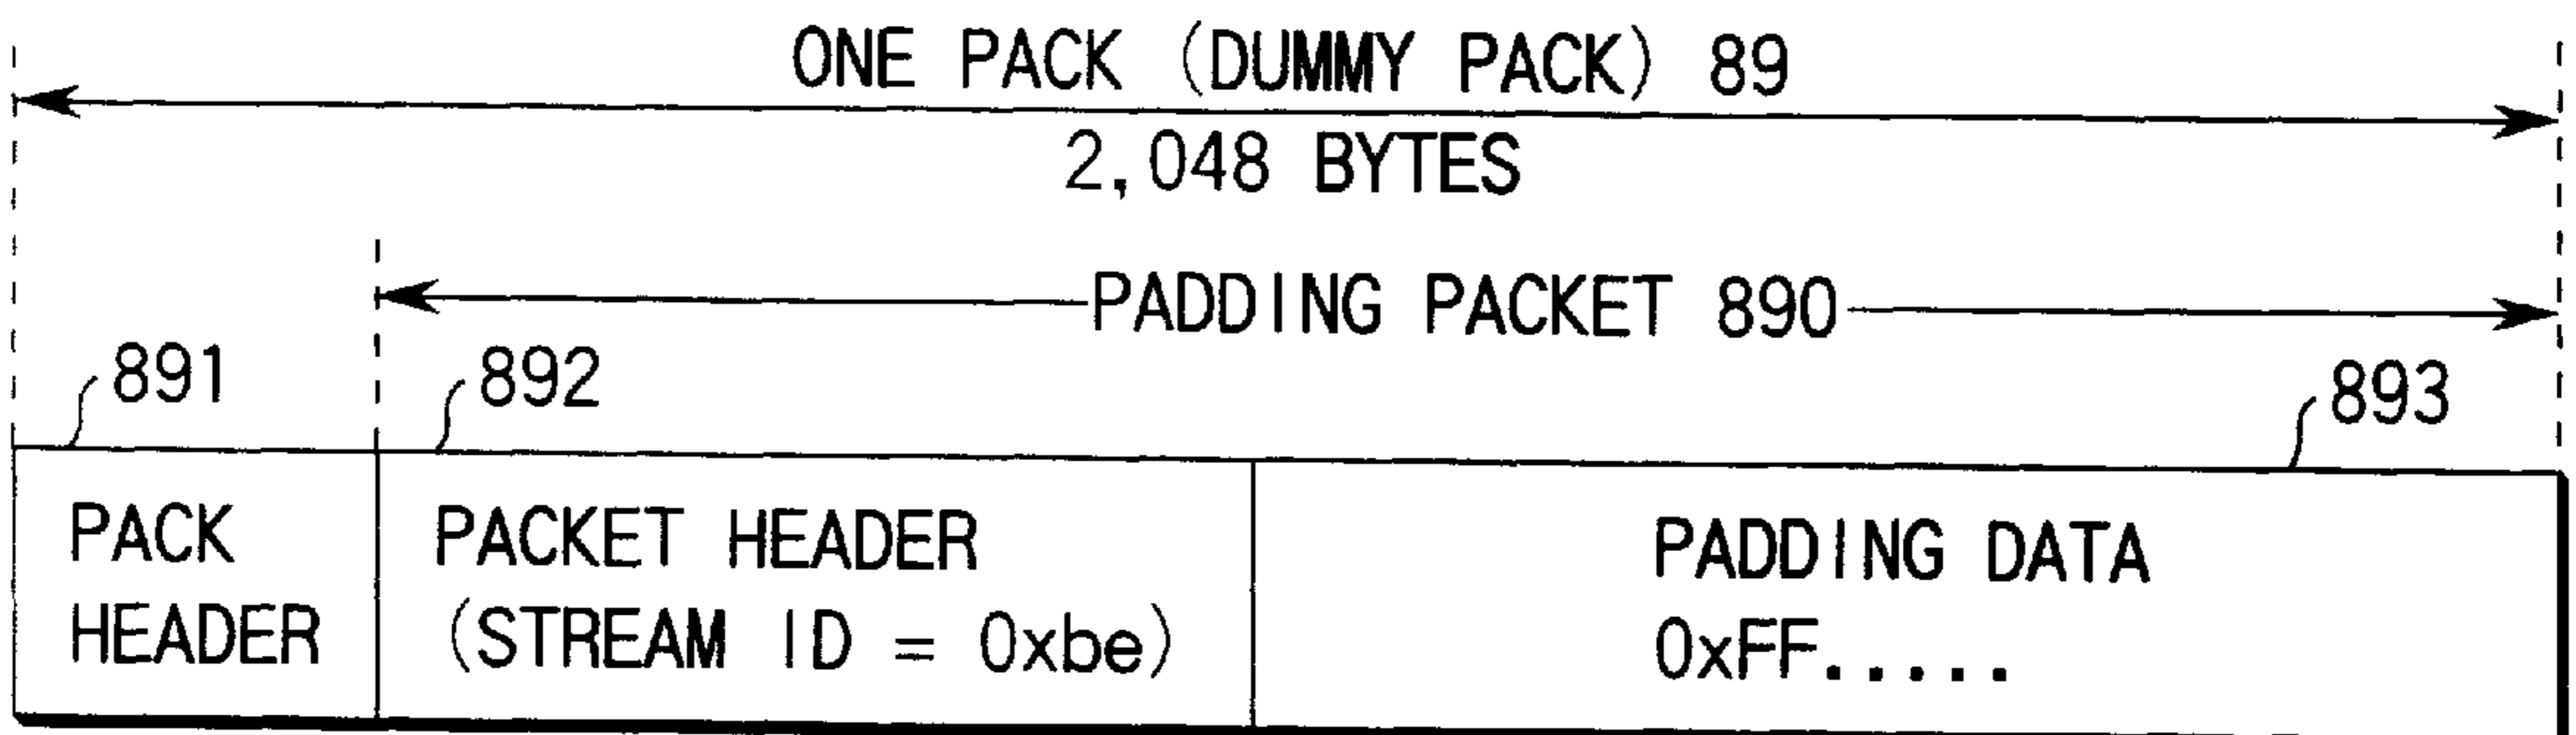 ONE PACK (DUMMY PACK) 89
2,048 BYTES
PADDING PACKET 890
891
892
893
PACK
HEADER
PACKET HEADER
(STREAM ID = 0xbe)
PADDING DATA
0xFF.....